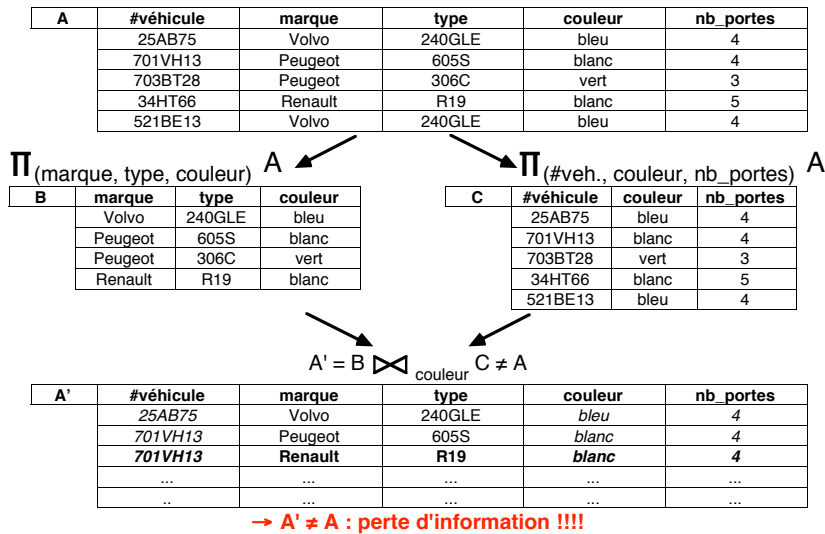 A #véhicule marque type couleur nb_portes
25AB75 Volvo 240GLE bleu 4
701VH13 Peugeot 605S blanc 4
703BT28 Peugeot 306C vert 3
34HT66 Renault R19 blanc 5
521BE13 Volvo 240GLE bleu 4
Π(marque, type, couleur) A
B marque type couleur
Volvo 240GLE bleu
Peugeot 605S blanc
Peugeot 306C vert
Renault R19 blanc
Π(#veh., couleur, nb_portes) A
C #véhicule couleur nb_portes
25AB75 bleu 4
701VH13 blanc 4
703BT28 vert 3
34HT66 blanc 5
521BE13 bleu 4
A' = B ⋈ couleur C ≠ A
A’ #véhicule marque type couleur nb_portes
25AB75 Volvo 240GLE bleu 4
701VH13 Peugeot 605S blanc 4
701VH13 Renault R19 blanc 4
... ... ... ... ...
.. ... ... ... ...
→ A' ≠ A : perte d'information !!!!